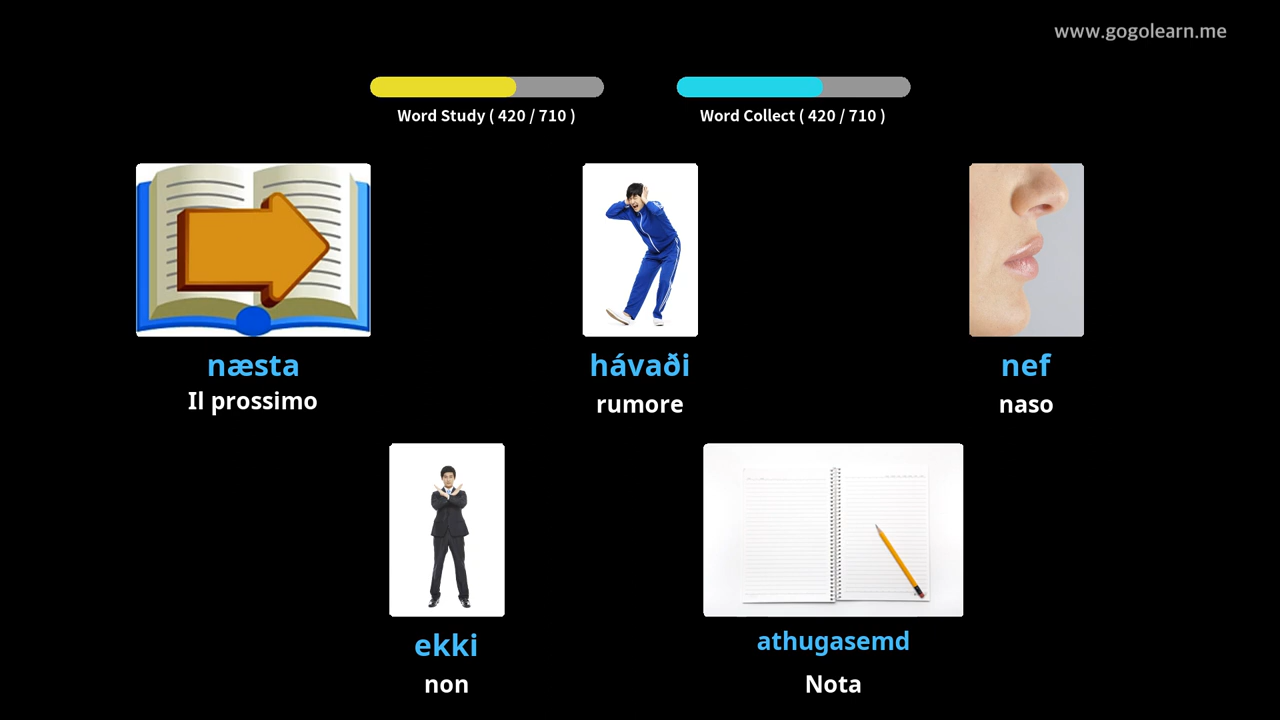 www.gogolearn.me
Word Study ( 420 / 710 )
Word Collect ( 420 / 710 )
næsta
Il prossimo
hávaði
rumore
nef
naso
ekki
non
athugasemd
Nota